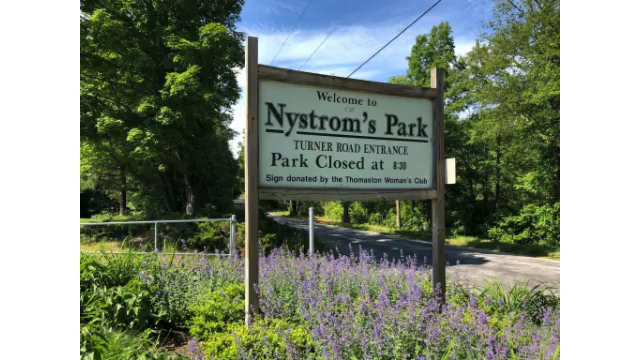 Welcome to
Nystrom's Park
TURNER ROAD ENTRANCE
Park Closed at 8:30
Sign donated by the Thomaston Woman's Club